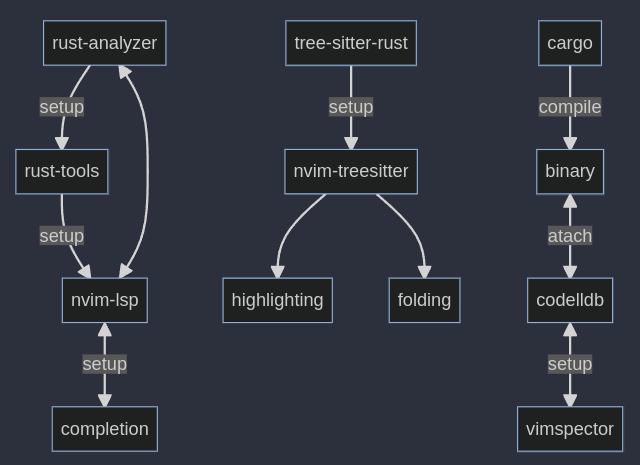 rust-analyzer
tree-sitter-rust
cargo
setup
setup
compile
rust-tools
nvim-treesitter
binary
setup
atach
nvim-lsp
highlighting
folding
codelldb
setup
setup
completion
vimspector